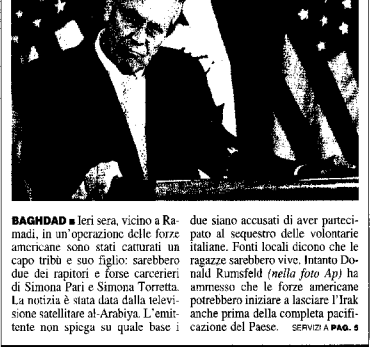 BAGHDAD ■ Ieri sera, vicino a Ra-
madi, in un'operazione delle forze
americane sono stati catturati un
capo tribù e suo figlio: sarebbero
due dei rapitori e forse carcerieri
di Simona Pari e Simona Torretta.
La notizia è stata data dalla televi-
sione satellitare al-Arabiya. L'emit-
tente non spiega su quale base i
due siano accusati di aver parteci-
pato al sequestro delle volontarie
italiane. Fonti locali dicono che le
ragazze sarebbero vive. Intanto Do-
nald Rumsfeld (nella foto Ap) ha
ammesso che le forze americane
potrebbero iniziare a lasciare l'Irak
anche prima della completa pacifi-
cazione del Paese. SERVIZI A PAG. 5